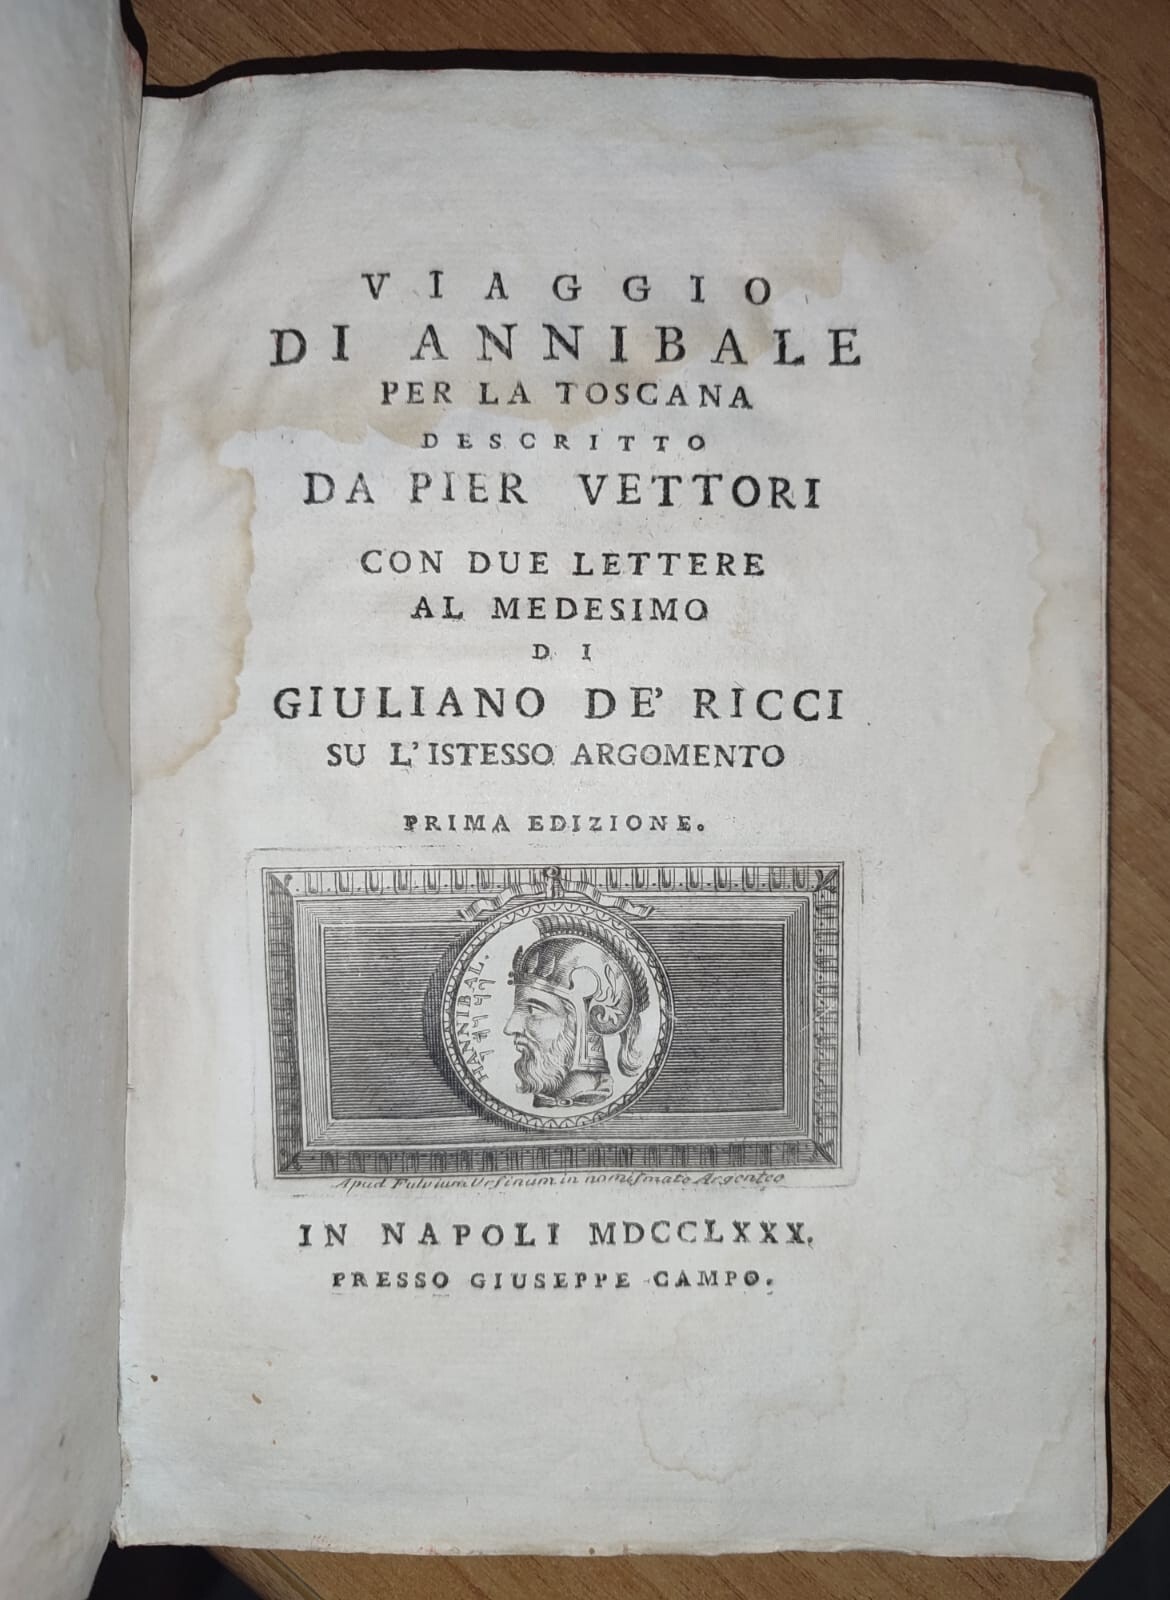 VIAGGIO
DI ANNIBALE
PER LA TOSCANA
DESCRITTO
DA PIER VETTORI
CON DUE LETTERE
AL MEDESIMO
DI
GIULIANO DE' RICCI
SU L'ISTESSO ARGOMENTO
PRIMA EDIZIONE.
HANNIBAL.
Apud Fulvium Ursinum in nomismate Argenteo
IN NAPOLI MDCCLXXX.
PRESSO GIUSEPPE CAMPO.